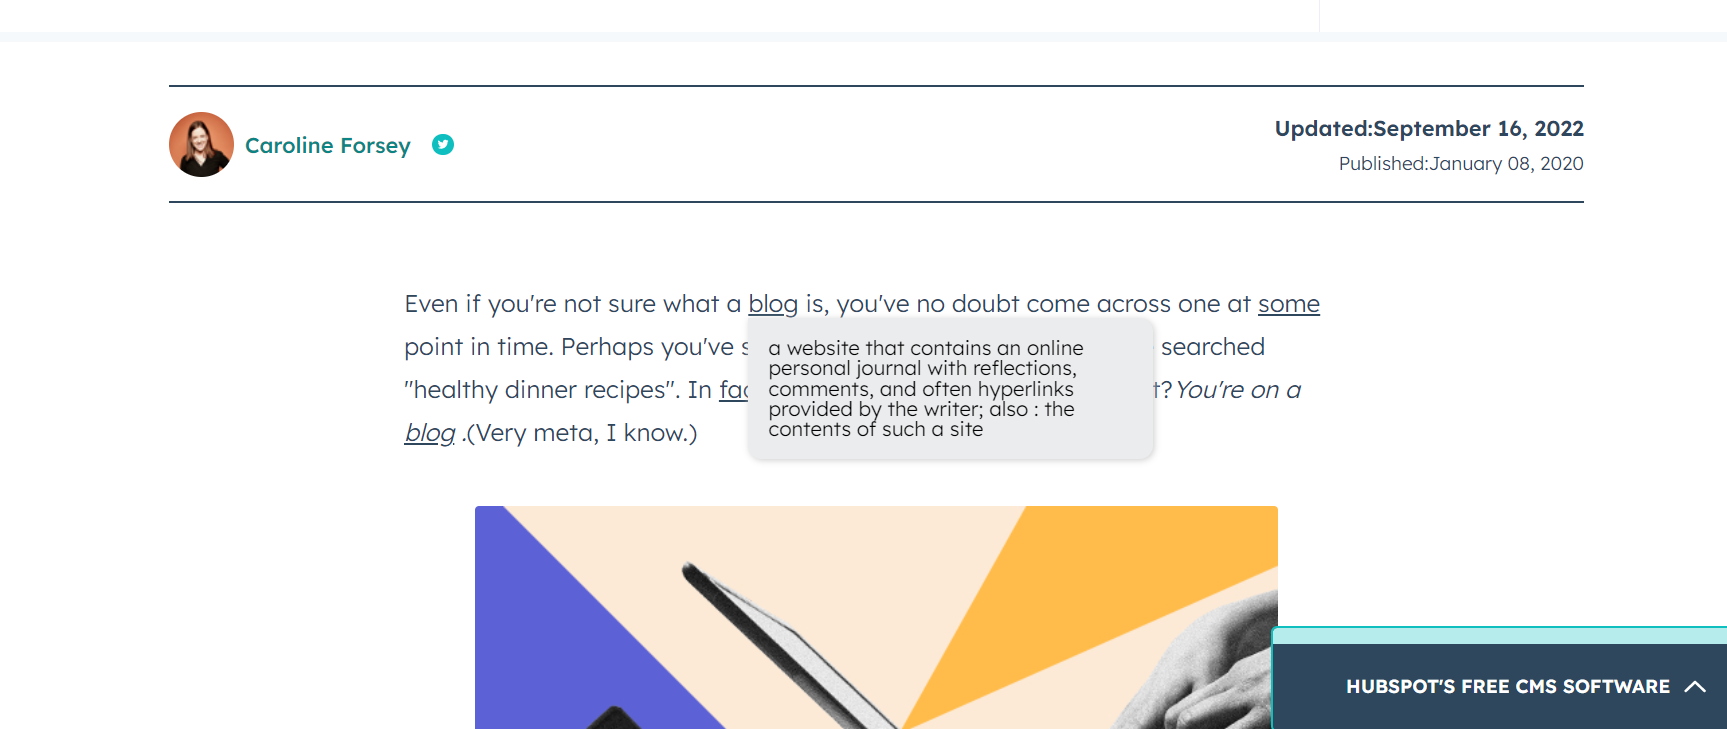 Caroline Forsey
Updated:September 16, 2022
Published:January 08, 2020
Even if you're not sure what a blog is, you've no doubt come across one at some
point in time. Perhaps you've searched
"healthy dinner recipes". In You're on a
blog .(Very meta, I know.)
a website that contains an online
personal journal with reflections,
comments, and often hyperlinks
provided by the writer; also : the
contents of such a site
HUBSPOT'S FREE CMS SOFTWARE